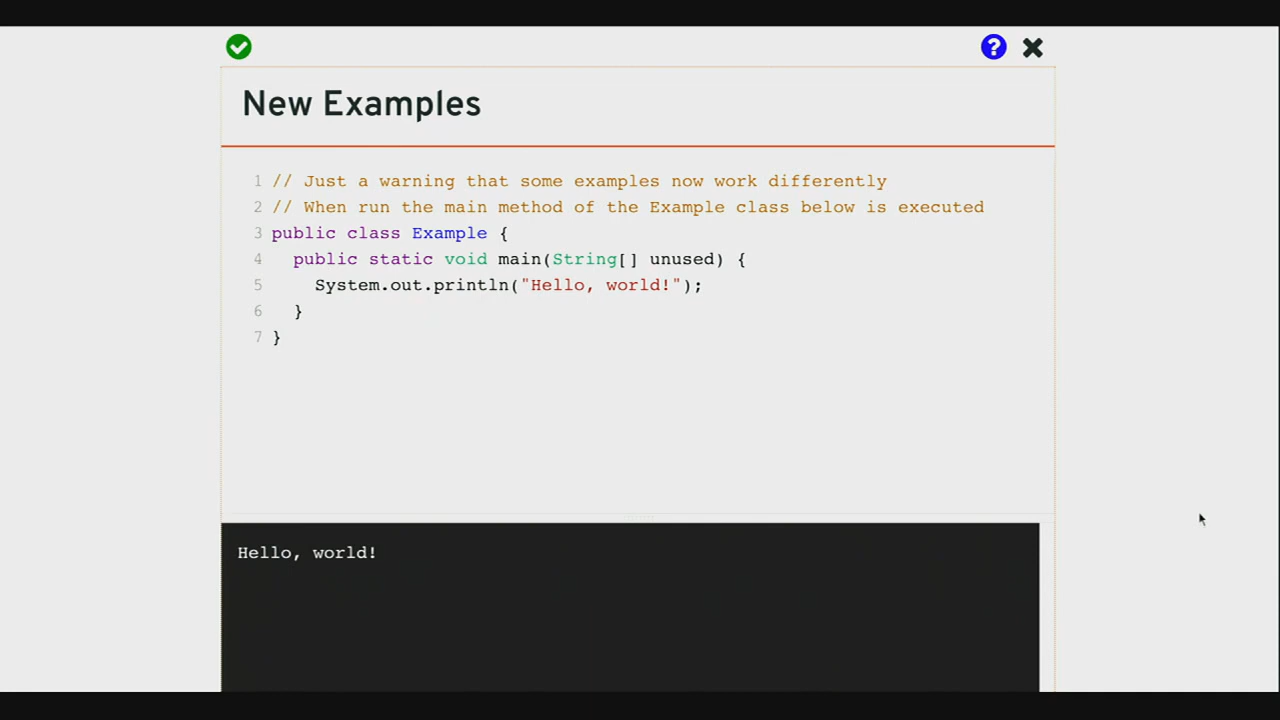 New Examples
1 // Just a warning that some examples now work differently
2 // When run the main method of the Example class below is executed
3 public class Example {
4   public static void main(String[] unused) {
5     System.out.println("Hello, world!");
6   }
7 }
Hello, world!